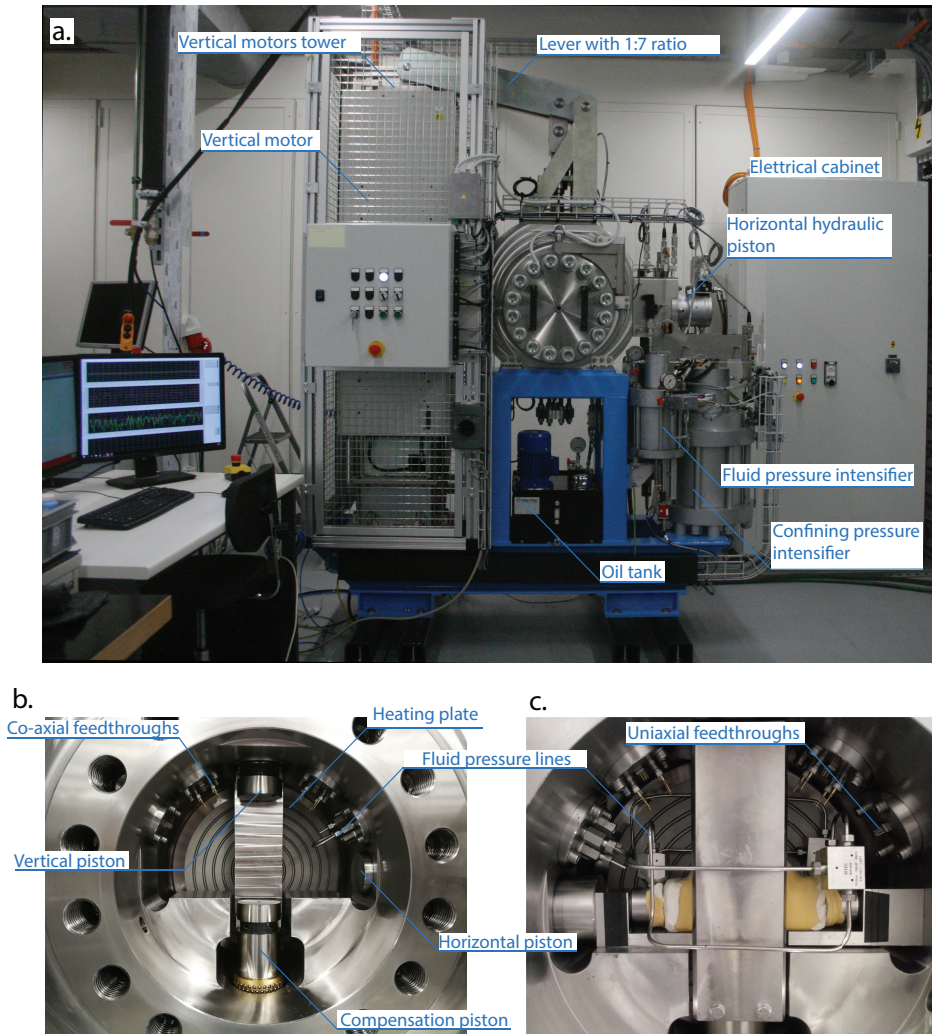 a.
Vertical motors tower
Lever with 1:7 ratio
Vertical motor
Elettrical cabinet
Horizontal hydraulic
piston
Fluid pressure intensifier
Confining pressure
intensifier
Oil tank
b.
Co-axial feedthroughs
Heating plate
Fluid pressure lines
Vertical piston
Horizontal piston
Compensation piston
c.
Uniaxial feedthroughs